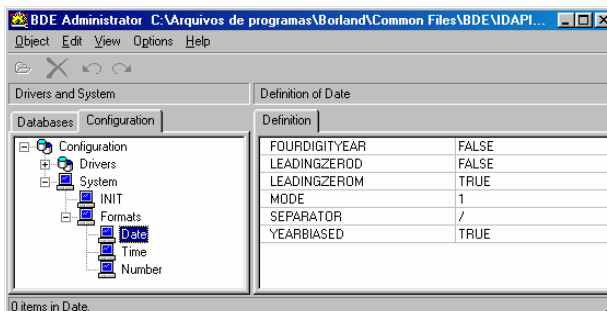 BDE Administrator C:\Arquivos de programas\Borland\Common Files\BDE\IDAPI...
Object Edit View Options Help
Drivers and System
Definition of Date
Databases Configuration
Definition
Configuration
Drivers
System
INIT
Formats
Date
Time
Number
FOURDIGITYEAR FALSE
LEADINGZEROD FALSE
LEADINGZEROM TRUE
MODE 1
SEPARATOR /
YEARBIASED TRUE
0 items in Date.